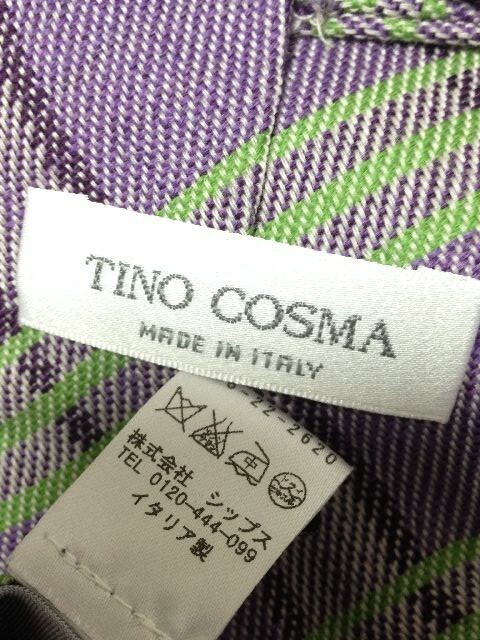 TINO COSMA
MADE IN ITALY
-22-2620
株式会社 シップス
TEL 0120-444-099
イタリア製